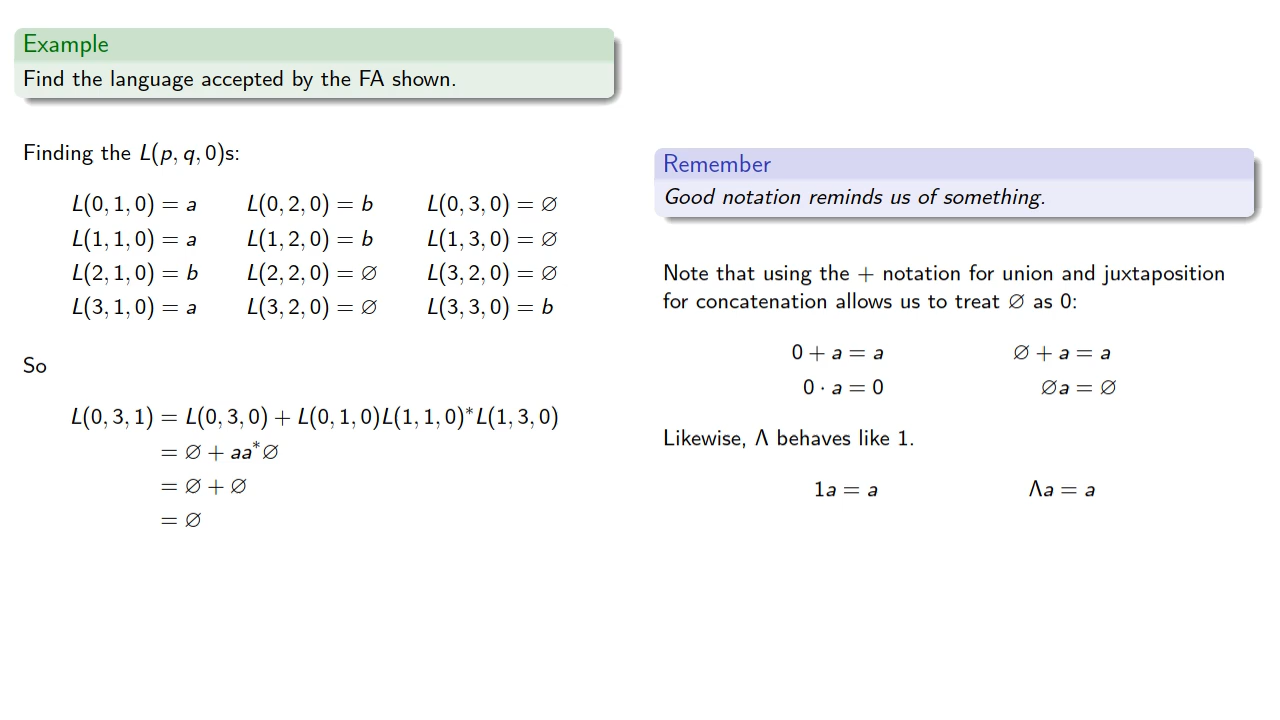 Example
Find the language accepted by the FA shown.
Finding the L(p, q, 0)s:
L(0, 1, 0) = a L(0, 2, 0) = b L(0, 3, 0) = ∅
L(1, 1, 0) = a L(1, 2, 0) = b L(1, 3, 0) = ∅
L(2, 1, 0) = b L(2, 2, 0) = ∅ L(3, 2, 0) = ∅
L(3, 1, 0) = a L(3, 2, 0) = ∅ L(3, 3, 0) = b
So
L(0, 3, 1) = L(0, 3, 0) + L(0, 1, 0)L(1, 1, 0)*L(1, 3, 0)
= ∅ + aa*∅
= ∅ + ∅
= ∅
Remember
Good notation reminds us of something.
Note that using the + notation for union and juxtaposition
for concatenation allows us to treat ∅ as 0:
0 + a = a ∅ + a = a
0 · a = 0 ∅a = ∅
Likewise, Λ behaves like 1.
1a = a Λa = a